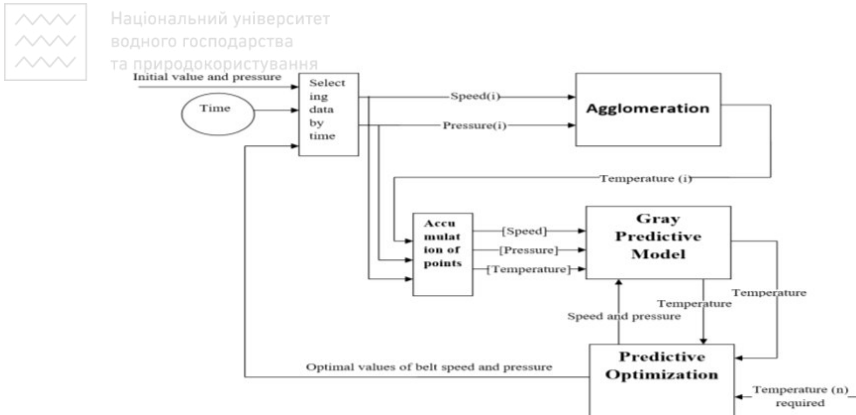 Національний університет
водного господарства
та природокористування
Initial value and pressure
Time
Select
ing
data
by
time
Speed(i)
Pressure(i)
Agglomeration
Temperature (i)
Accu
mulat
ion of
points
[Speed]
[Pressure]
[Temperature]
Gray
Predictive
Model
Temperature
Temperature
Speed and pressure
Optimal values of belt speed and pressure
Predictive
Optimization
Temperature (n)
required